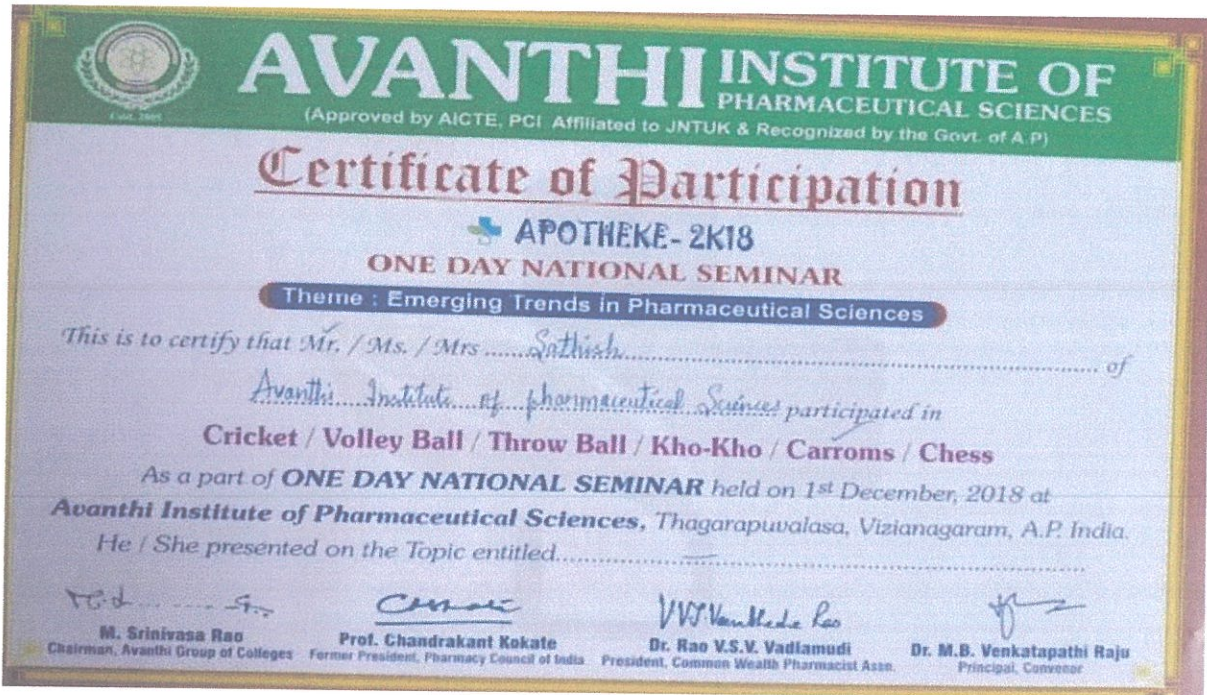 AVANTHI INSTITUTE OF
PHARMACEUTICAL SCIENCES
(Approved by AICTE, PCI Affiliated to JNTUK & Recognized by the Govt. of A.P)
Estd. 2005
Certificate of Participation
APOTHEKE- 2K18
ONE DAY NATIONAL SEMINAR
Theme : Emerging Trends in Pharmaceutical Sciences
This is to certify that Mr. / Ms. / Mrs ...... Sathish ...... of
Avanthi Institute of pharmaceutical Sciences participated in
Cricket / Volley Ball / Throw Ball / Kho-Kho / Carroms / Chess
As a part of ONE DAY NATIONAL SEMINAR held on 1st December, 2018 at
Avanthi Institute of Pharmaceutical Sciences, Thagarapuvalasa, Vizianagaram, A.P. India.
He / She presented on the Topic entitled...... — ......
M. Srinivasa Rao Prof. Chandrakant Kokate Dr. Rao V.S.V. Vadlamudi Dr. M.B. Venkatapathi Raju
Chairman, Avanthi Group of Colleges Former President, Pharmacy Council of India President, Common Wealth Pharmacist Assn. Principal, Convenor